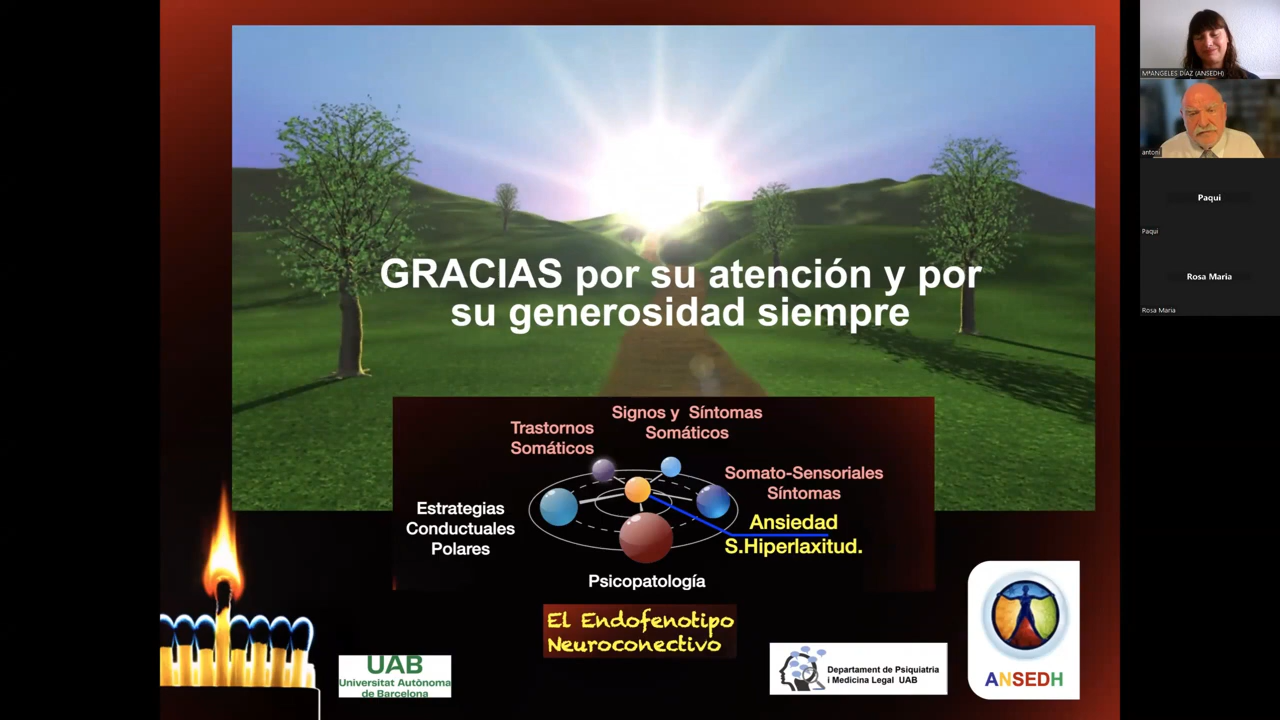 GRACIAS por su atención y por
su generosidad siempre
Signos y Síntomas
Somáticos
Trastornos
Somáticos
Somato-Sensoriales
Síntomas
Estrategias
Conductuales
Polares
Ansiedad
S.Hiperlaxitud.
Psicopatología
El Endofenotipo
Neuroconectivo
UAB
Universitat Autònoma
de Barcelona
Departament de Psiquiatria
i Medicina Legal UAB
ANSEDH
MªANGELES DÍAZ (ANSEDH)
antoni
Paqui
Paqui
Rosa Maria
Rosa Maria